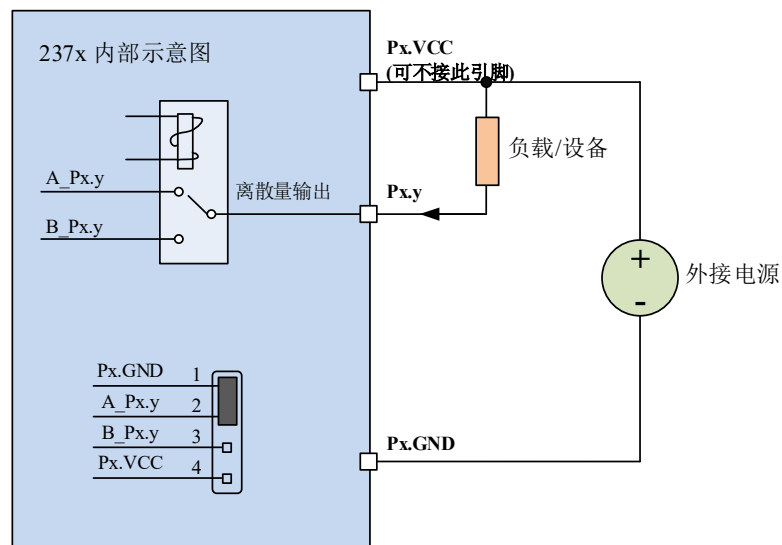 237x 内部示意图
Px.VCC
(可不接此引脚)
负载/设备
A_Px.y
离散量输出
Px.y
B_Px.y
+
-
外接电源
Px.GND 1
A_Px.y 2
B_Px.y 3
Px.VCC 4
Px.GND